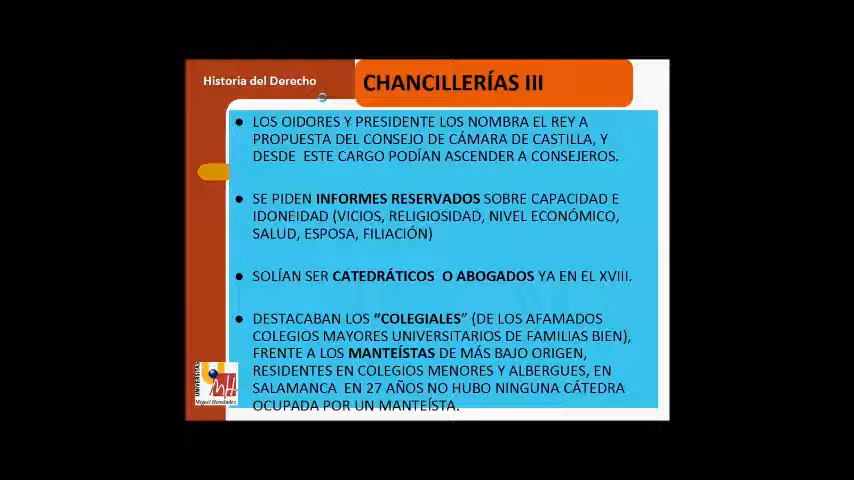 Historia del Derecho
CHANCILLERÍAS III
● LOS OIDORES Y PRESIDENTE LOS NOMBRA EL REY A
PROPUESTA DEL CONSEJO DE CÁMARA DE CASTILLA, Y
DESDE ESTE CARGO PODÍAN ASCENDER A CONSEJEROS.
● SE PIDEN INFORMES RESERVADOS SOBRE CAPACIDAD E
IDONEIDAD (VICIOS, RELIGIOSIDAD, NIVEL ECONÓMICO,
SALUD, ESPOSA, FILIACIÓN)
● SOLÍAN SER CATEDRÁTICOS O ABOGADOS YA EN EL XVIII.
● DESTACABAN LOS “COLEGIALES” (DE LOS AFAMADOS
COLEGIOS MAYORES UNIVERSITARIOS DE FAMILIAS BIEN),
FRENTE A LOS MANTEÍSTAS DE MÁS BAJO ORIGEN,
RESIDENTES EN COLEGIOS MENORES Y ALBERGUES, EN
SALAMANCA EN 27 AÑOS NO HUBO NINGUNA CÁTEDRA
OCUPADA POR UN MANTEÍSTA.
UNIVERSITAS
MH
Miguel Hernández